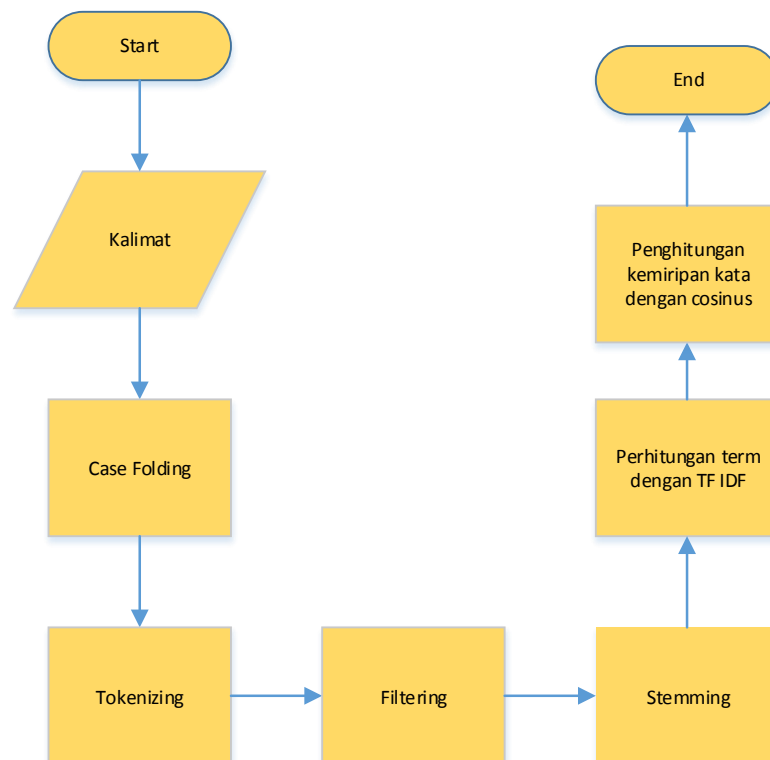 Start
Kalimat
Case Folding
Tokenizing
Filtering
Stemming
Perhitungan term
dengan TF IDF
Penghitungan
kemiripan kata
dengan cosinus
End